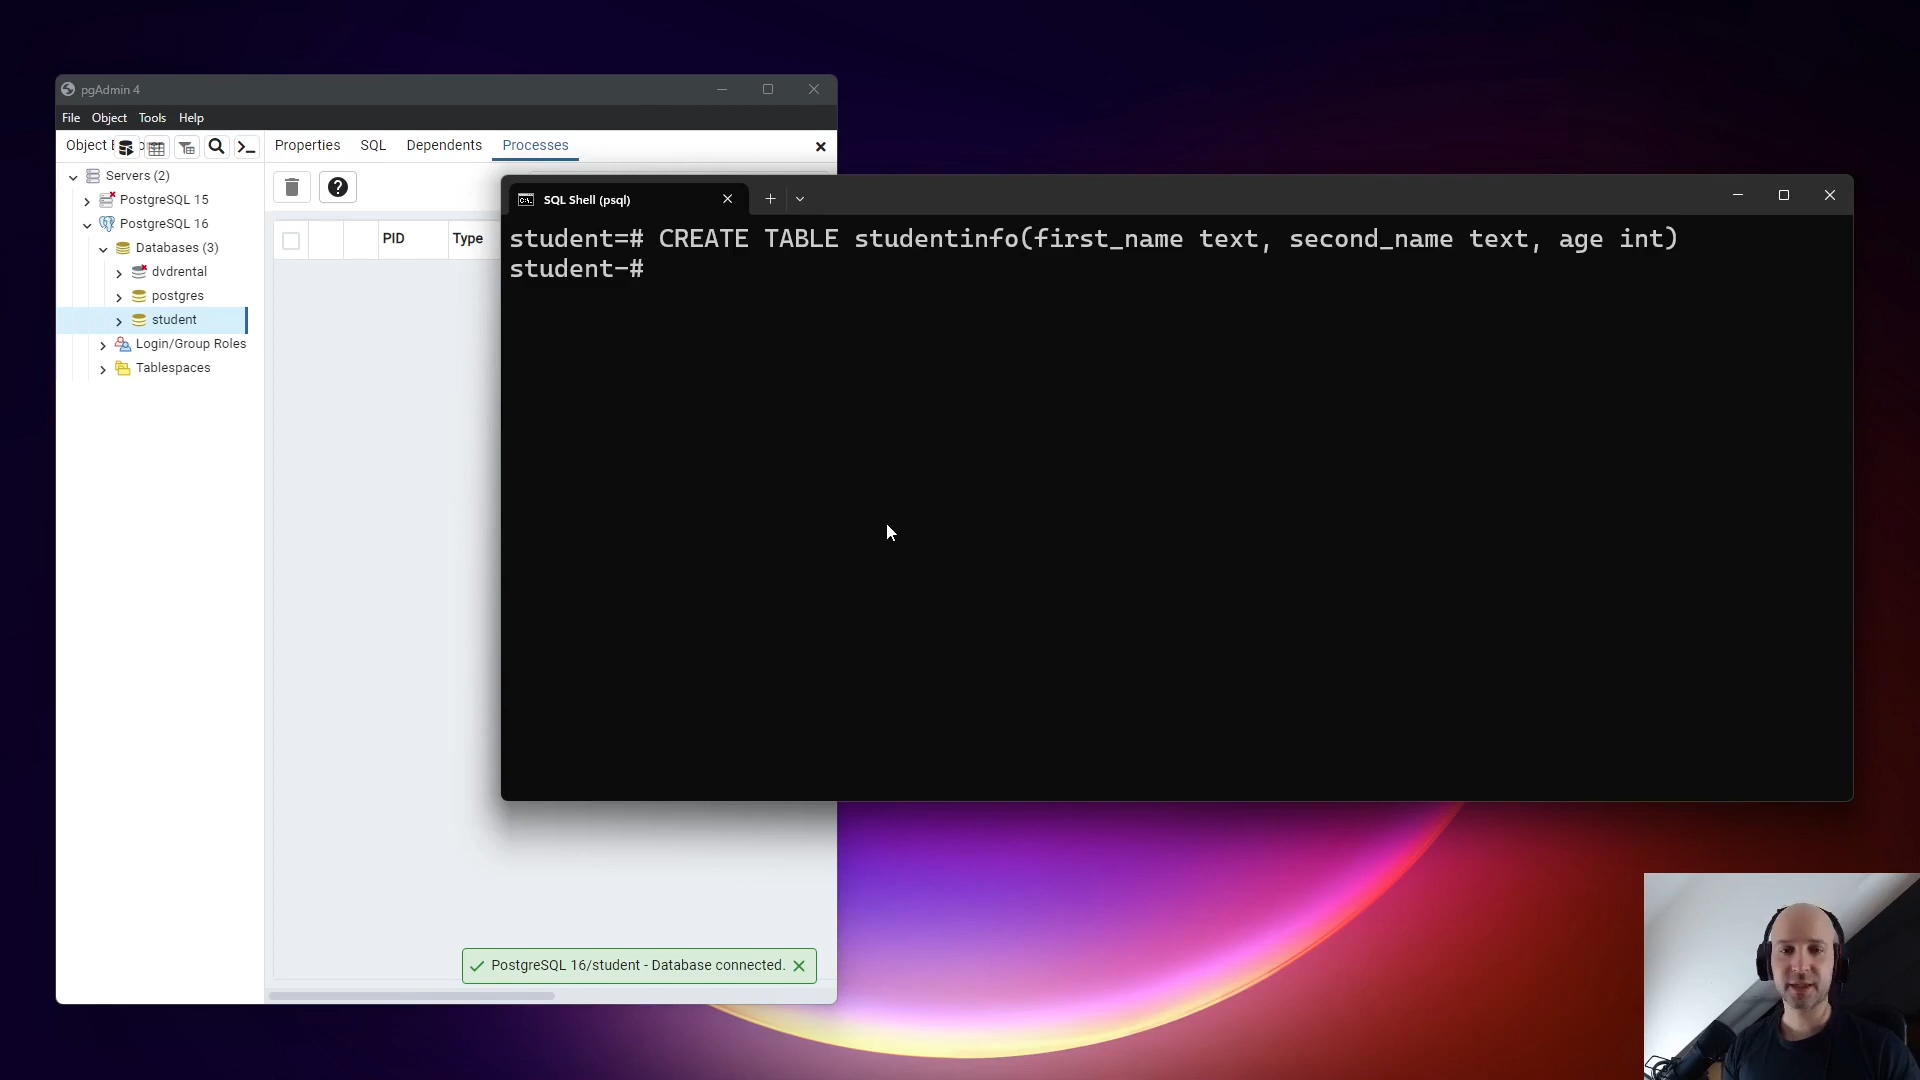 pgAdmin 4
File Object Tools Help
Object
Properties SQL Dependents Processes
Servers (2)
PostgreSQL 15
PostgreSQL 16
Databases (3)
dvdrental
postgres
student
Login/Group Roles
Tablespaces
PID Type
SQL Shell (psql)
student=# CREATE TABLE studentinfo(first_name text, second_name text, age int)
student-#
PostgreSQL 16/student - Database connected.